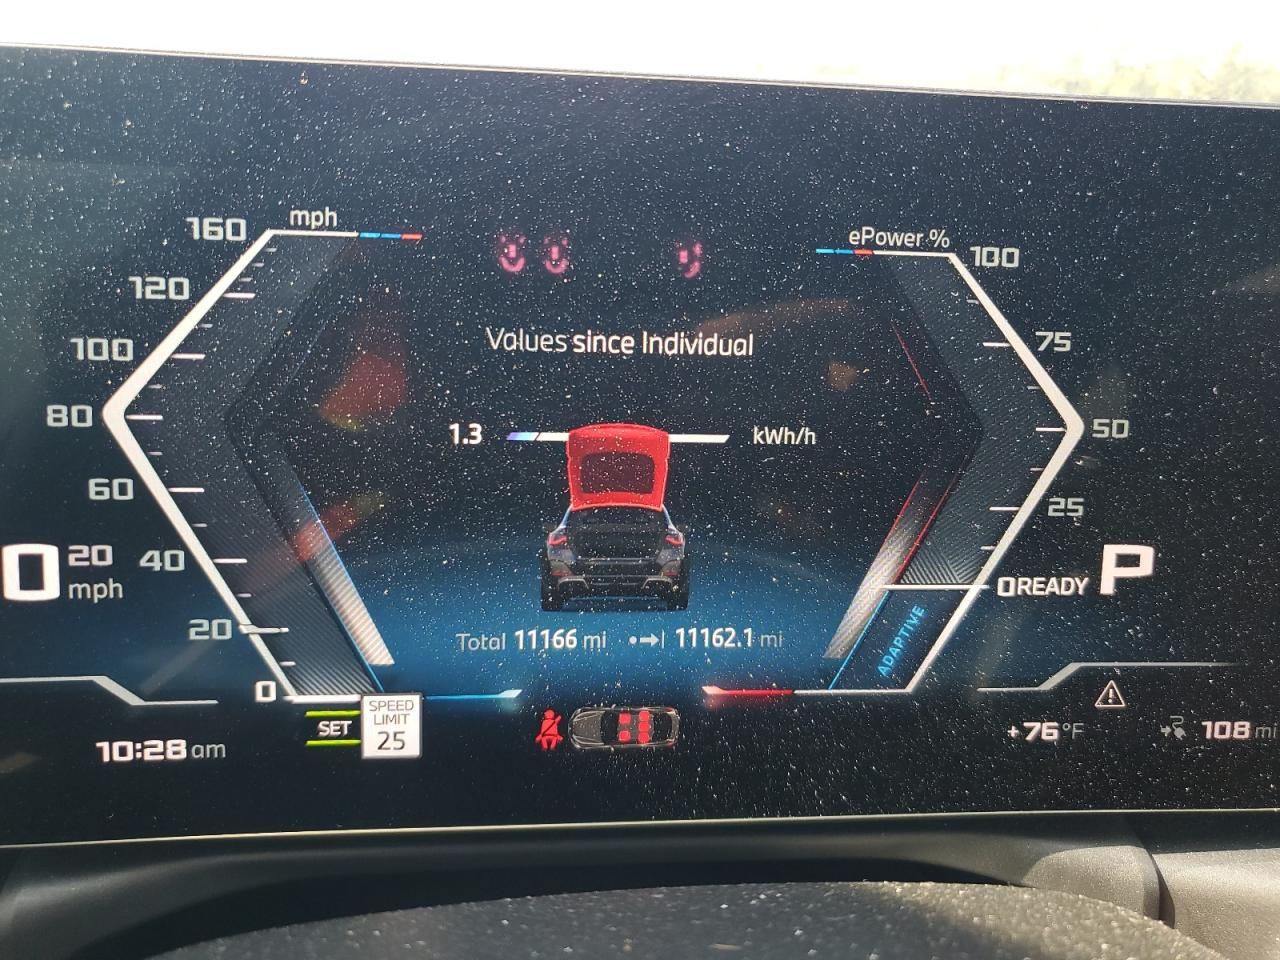 mph
160
120
100
80
60
40
20
0
0 20
mph
ePower %
100
75
50
25
0 READY P
ADAPTIVE
Values since Individual
1.3 kWh/h
Total 11166 mi 11162.1 mi
SET
SPEED
LIMIT
25
10:28 am
+76°F
108 mi